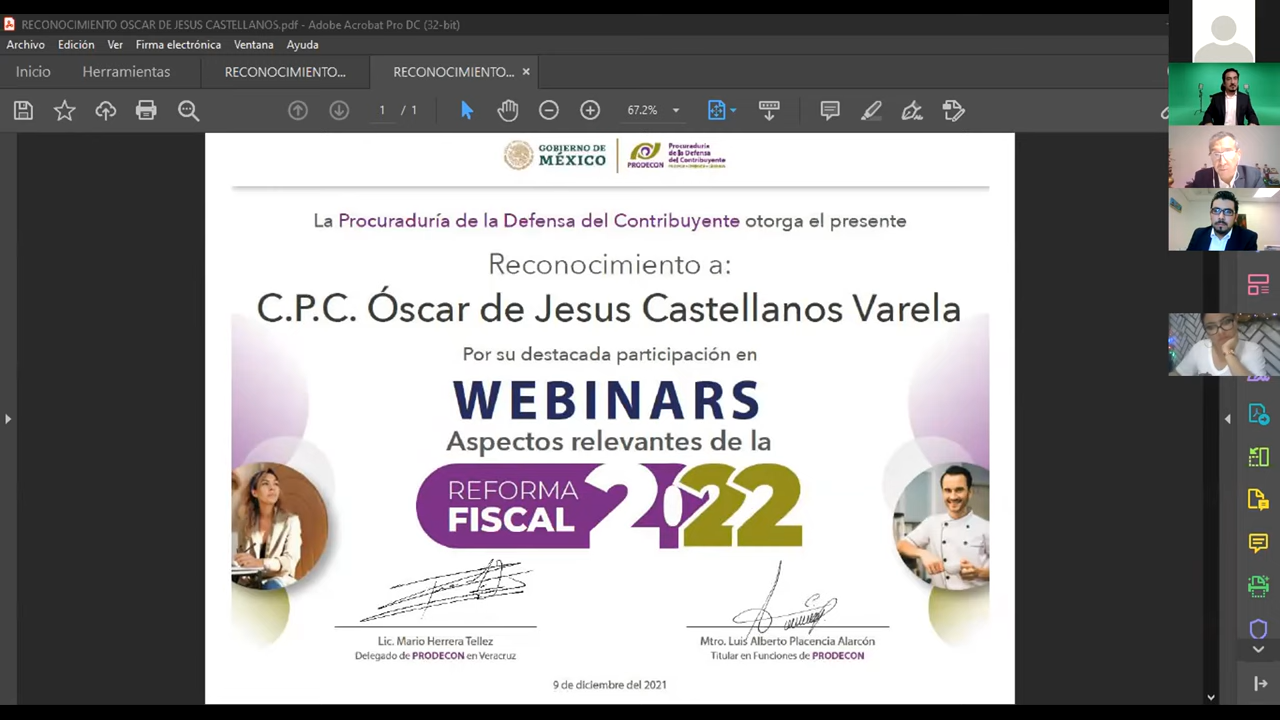 RECONOCIMIENTO OSCAR DE JESUS CASTELLANOS.pdf - Adobe Acrobat Pro DC (32-bit)
Archivo Edición Ver Firma electrónica Ventana Ayuda
Inicio Herramientas RECONOCIMIENTO... RECONOCIMIENTO... ×
1 / 1 67.2%
GOBIERNO DE MÉXICO
PRODECON
Procuraduría
de la Defensa
del Contribuyente
La Procuraduría de la Defensa del Contribuyente otorga el presente
Reconocimiento a:
C.P.C. Óscar de Jesus Castellanos Varela
Por su destacada participación en
WEBINARS
Aspectos relevantes de la
REFORMA
FISCAL 2022
Lic. Mario Herrera Tellez
Delegado de PRODECON en Veracruz
Mtro. Luis Alberto Placencia Alarcón
Titular en Funciones de PRODECON
9 de diciembre del 2021